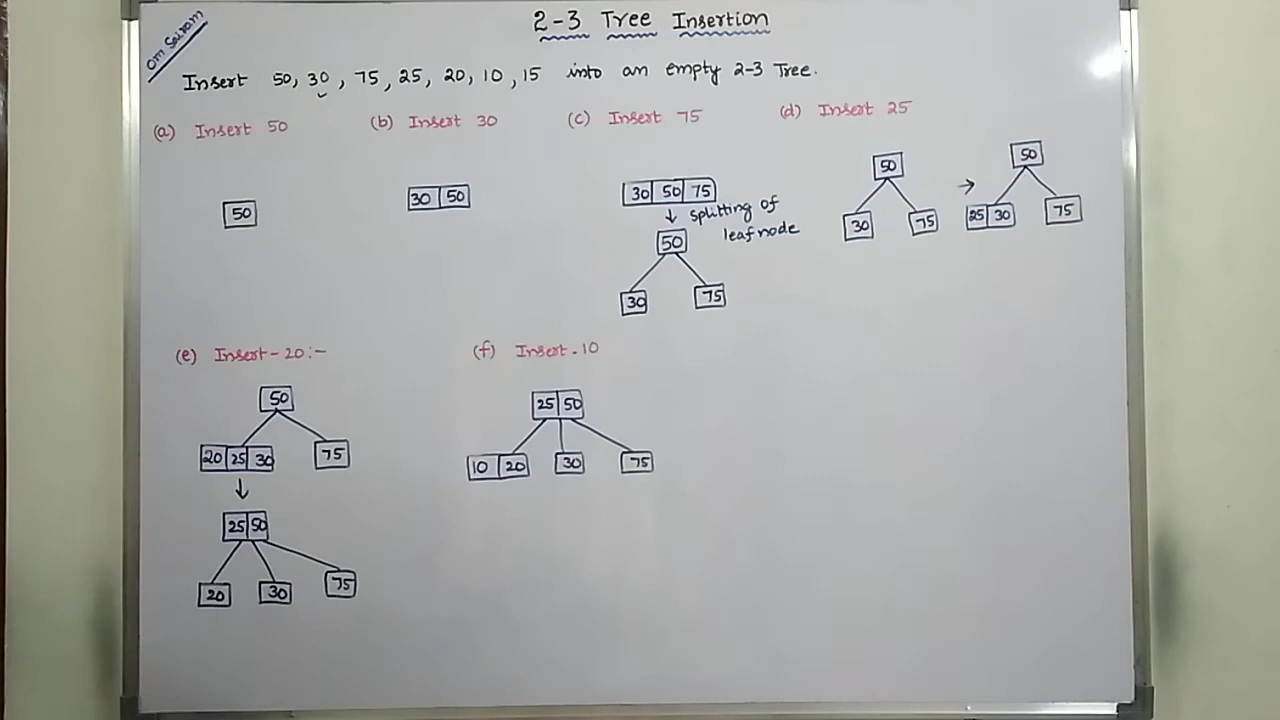 Om Sairam
2-3 Tree Insertion
Insert 50, 30, 75, 25, 20, 10, 15 into an empty 2-3 Tree.
(a) Insert 50
(b) Insert 30
(c) Insert 75
(d) Insert 25
50
30 50
30 50 75
↓ splitting of
leaf node
50
30 75
50
30 75
→
50
25 30 75
(e) Insert-20:-
(f) Insert-10
50
20 25 30 75
↓
25 50
20 30 75
25 50
10 20 30 75